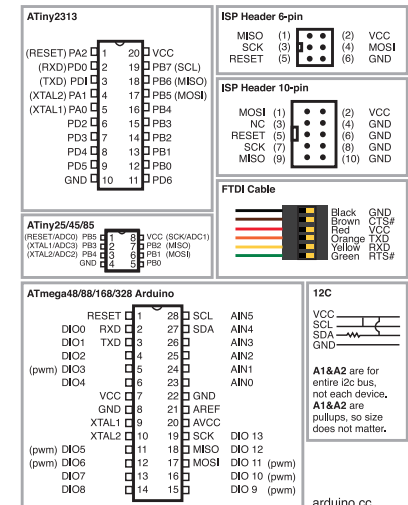 ATiny2313
(RESET) PA2 1 20 VCC
(RXD)PD0 2 19 PB7 (SCL)
(TXD) PDI 3 18 PB6 (MISO)
(XTAL2) PA1 4 17 PB5 (MOSI)
(XTAL1) PA0 5 16 PB4
PD2 6 15 PB3
PD3 7 14 PB2
PD4 8 13 PB1
PD5 9 12 PB0
GND 10 11 PD6
ISP Header 6-pin
MISO (1) (2) VCC
SCK (3) (4) MOSI
RESET (5) (6) GND
ISP Header 10-pin
MOSI (1) (2) VCC
NC (3) (4) GND
RESET (5) (6) GND
SCK (7) (8) GND
MISO (9) (10) GND
FTDI Cable
Black GND
Brown CTS#
Red VCC
Orange TXD
Yellow RXD
Green RTS#
ATiny25/45/85
(RESET/ADC0) PB5 1 8 VCC (SCK/ADC1)
(XTAL1/ADC3) PB3 2 7 PB2 (MISO)
(XTAL2/ADC2) PB4 3 6 PB1 (MOSI)
GND 4 5 PB0
ATmega48/88/168/328 Arduino
RESET 1 28 SCL AIN5
DIO0 RXD 2 27 SDA AIN4
DIO1 TXD 3 26 AIN3
DIO2 4 25 AIN2
(pwm) DIO3 5 24 AIN1
DIO4 6 23 AIN0
VCC 7 22 GND
GND 8 21 AREF
XTAL1 9 20 AVCC
XTAL2 10 19 SCK DIO 13
(pwm) DIO5 11 18 MISO DIO 12
(pwm) DIO6 12 17 MOSI DIO 11 (pwm)
DIO7 13 16 DIO 10 (pwm)
DIO8 14 15 DIO 9 (pwm)
12C
VCC
SCL
SDA
GND
A1&A2 are
for
entire i2c bus,
not each device.
A1&A2 are
pullups, so size
does not matter.
arduino.cc